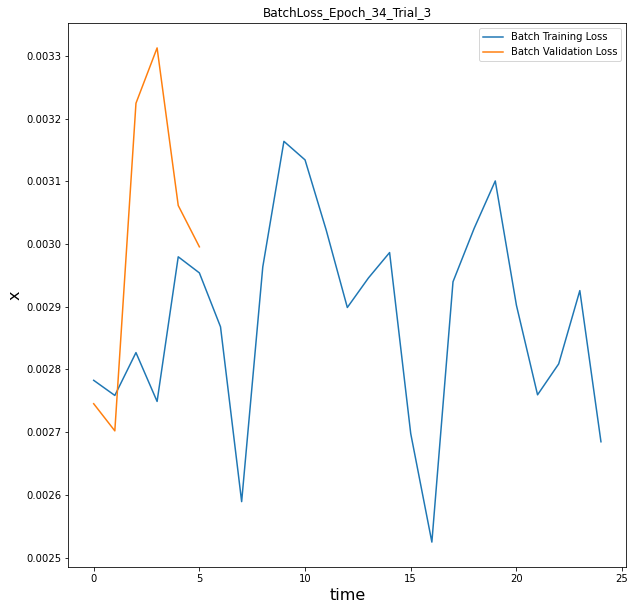 BatchLoss_Epoch_34_Trial_3
Batch Training Loss
Batch Validation Loss
0.0033
0.0032
0.0031
0.0030
0.0029
0.0028
0.0027
0.0026
0.0025
x
0 5 10 15 20 25
time